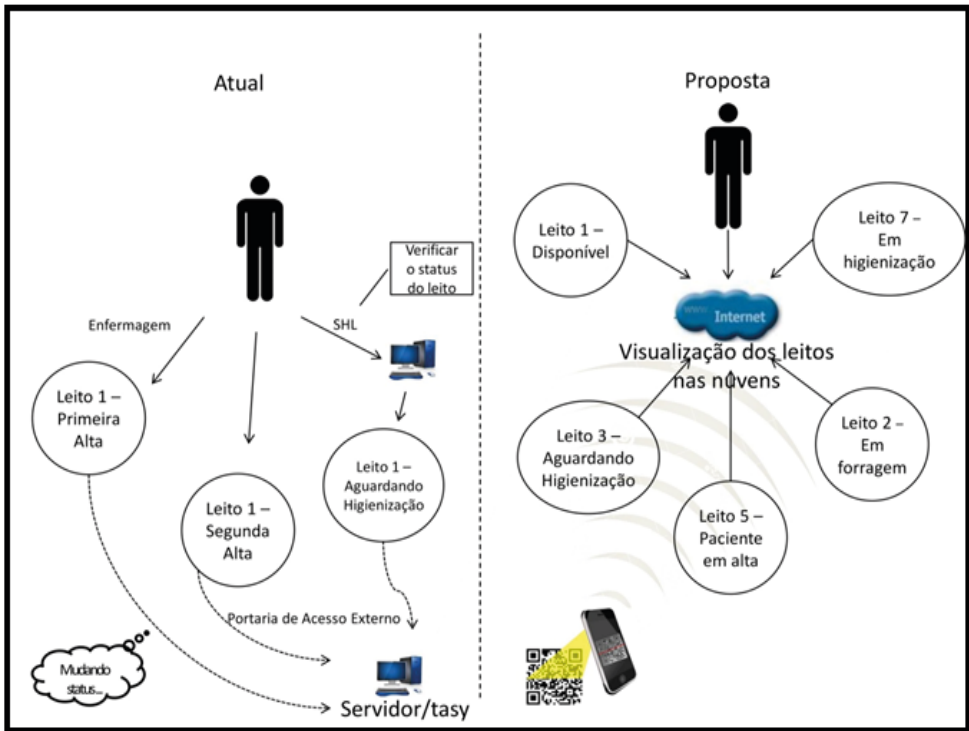 Atual
Verificar
o status
do leito
Enfermagem
SHL
Leito 1 –
Primeira
Alta
Leito 1 –
Segunda
Alta
Leito 1 –
Aguardando
Higienização
Portaria de Acesso Externo
Mudando
status...
Servidor/tasy
Proposta
Leito 1 –
Disponível
Leito 7 –
Em
higienização
www.
Internet
Visualização dos leitos
nas nuvens
Leito 3 –
Aguardando
Higienização
Leito 2 –
Em
forragem
Leito 5 –
Paciente
em alta